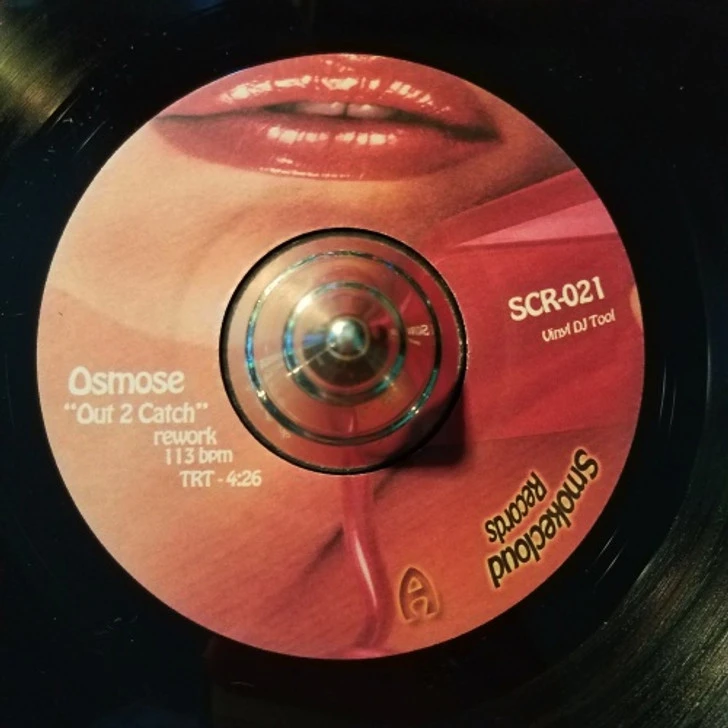 Osmose
"Out 2 Catch"
rework
113 bpm
TRT - 4:26
SCR-021
Vinyl DJ Tool
Smokecloud
Records
A